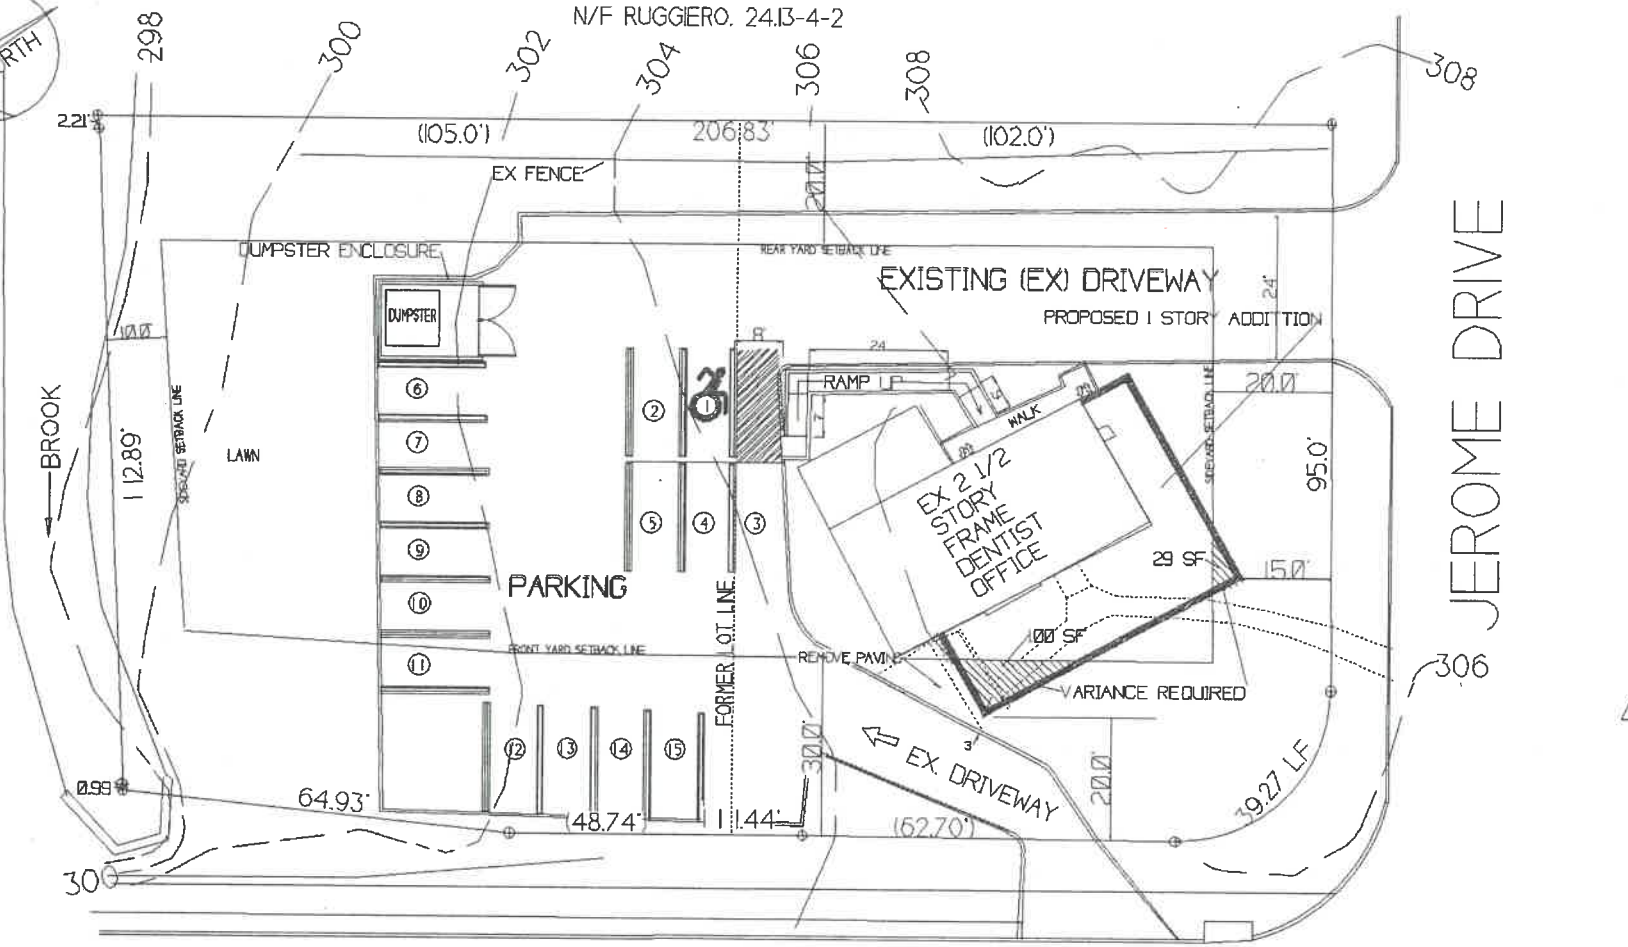 N/F RUGGIERO. 24.13-4-2
RTH
298
300
302
304
306
308
308
2.21'
(105.0')
206.83'
(102.0')
EX FENCE
20.0'
DUMPSTER ENCLOSURE
REAR YARD SETBACK LINE
EXISTING (EX) DRIVEWAY
24'
PROPOSED 1 STORY ADDITTION
JEROME DRIVE
DUMPSTER
10.0'
8'
24
RAMP UP
5
WALK
7
20.0'
BROOK
112.89'
SIDEYARD SETBACK LINE
LAWN
6
7
8
9
10
11
2
1
5
4
3
EX 2 1/2
STORY
FRAME
DENTIST
OFFICE
SIDEYARD SETBACK LINE
95.0'
29 SF
15.0'
PARKING
FORMER LOT LINE
FRONT YARD SETBACK LINE
REMOVE PAVING
100 SF
VARIANCE REQUIRED
306
12
13
14
15
30.0'
3
EX. DRIVEWAY
20.0'
39.27 LF
0.99
64.93'
(48.74')
11.44'
(62.70')
30